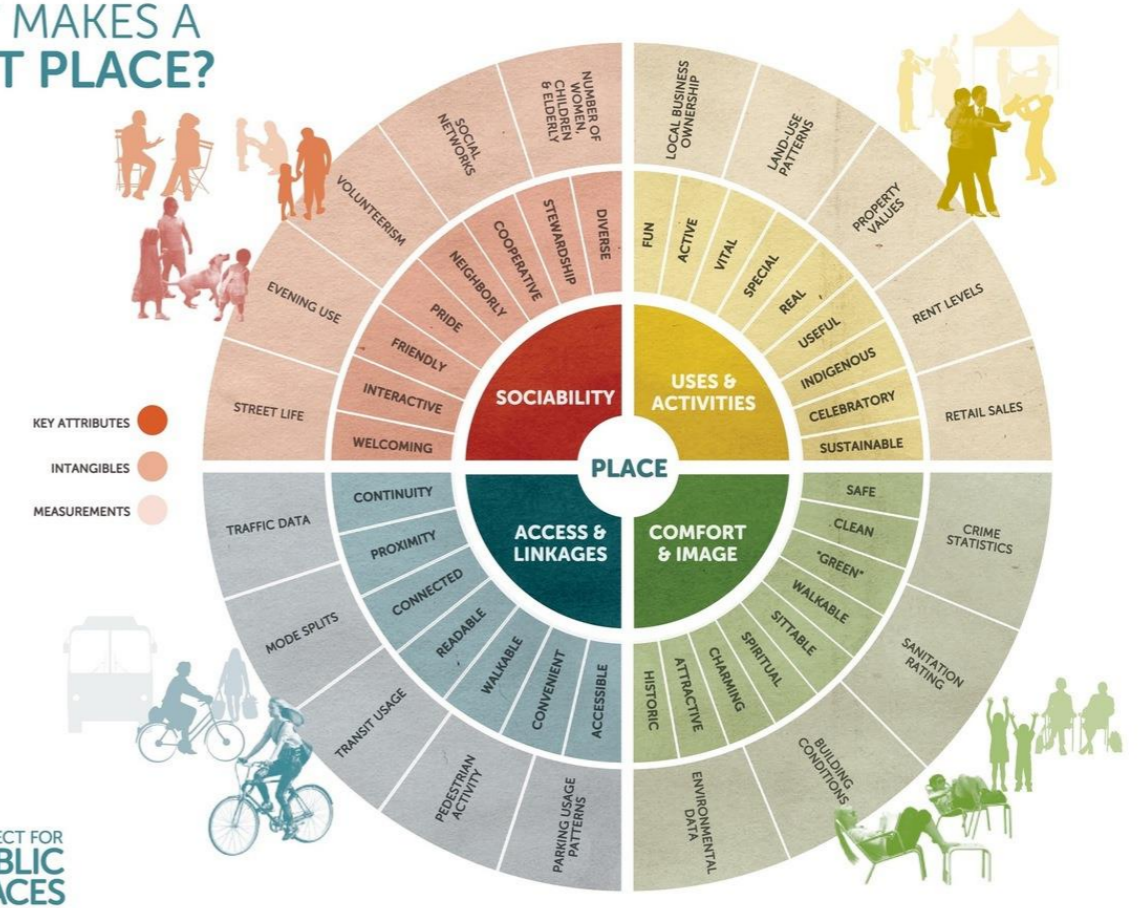 MAKES A
T PLACE?
KEY ATTRIBUTES
INTANGIBLES
MEASUREMENTS
PLACE
SOCIABILITY
USES &
ACTIVITIES
ACCESS &
LINKAGES
COMFORT
& IMAGE
WELCOMING
INTERACTIVE
FRIENDLY
PRIDE
NEIGHBORLY
COOPERATIVE
STEWARDSHIP
DIVERSE
FUN
ACTIVE
VITAL
SPECIAL
REAL
USEFUL
INDIGENOUS
CELEBRATORY
SUSTAINABLE
SAFE
CLEAN
"GREEN"
WALKABLE
SITTABLE
SPIRITUAL
CHARMING
ATTRACTIVE
HISTORIC
ACCESSIBLE
CONVENIENT
WALKABLE
READABLE
CONNECTED
PROXIMITY
CONTINUITY
STREET LIFE
EVENING USE
VOLUNTEERISM
SOCIAL
NETWORKS
NUMBER OF
WOMEN,
CHILDREN
& ELDERLY
LOCAL BUSINESS
OWNERSHIP
LAND-USE
PATTERNS
PROPERTY
VALUES
RENT LEVELS
RETAIL SALES
CRIME
STATISTICS
SANITATION
RATING
BUILDING
CONDITIONS
ENVIRONMENTAL
DATA
PARKING USAGE
PATTERNS
PEDESTRIAN
ACTIVITY
TRANSIT USAGE
MODE SPLITS
TRAFFIC DATA
ECT FOR
BLIC
ACES